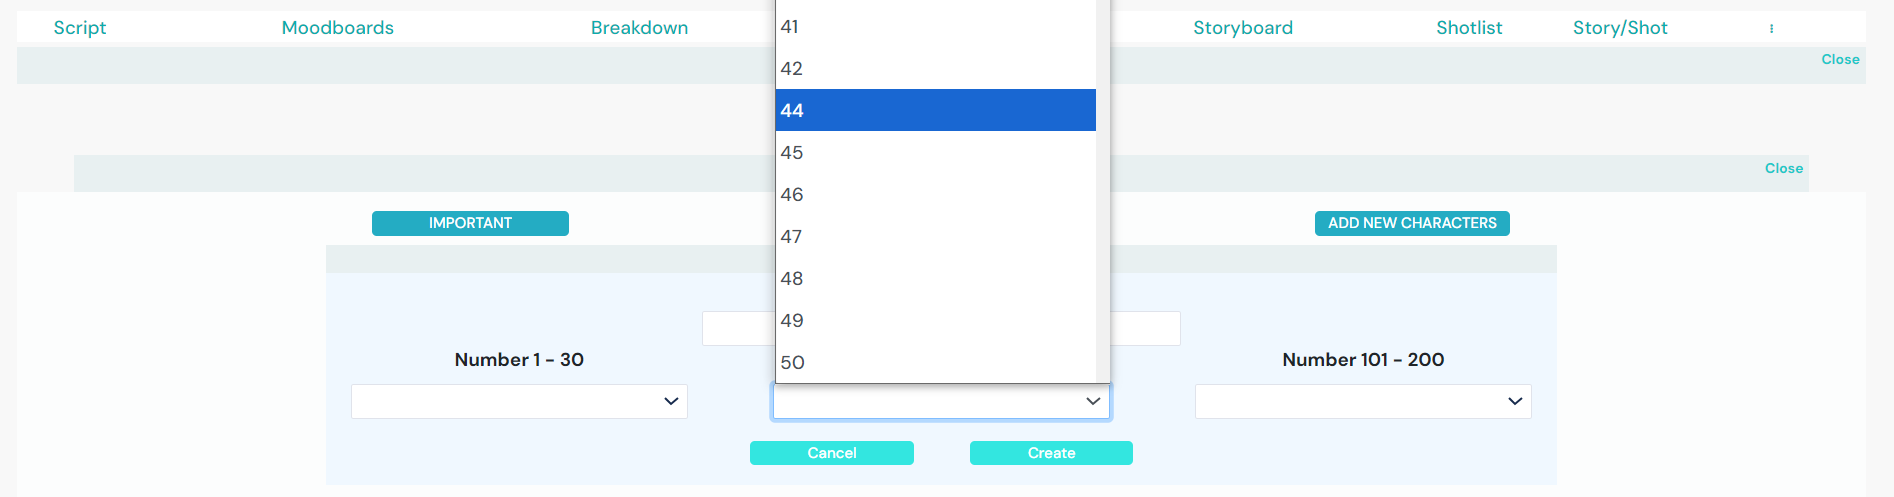 Script Moodboards Breakdown Storyboard Shotlist Story/Shot
Close
Close
IMPORTANT
ADD NEW CHARACTERS
41
42
44
45
46
47
48
49
50
Number 1 - 30
Number 101 - 200
Cancel
Create